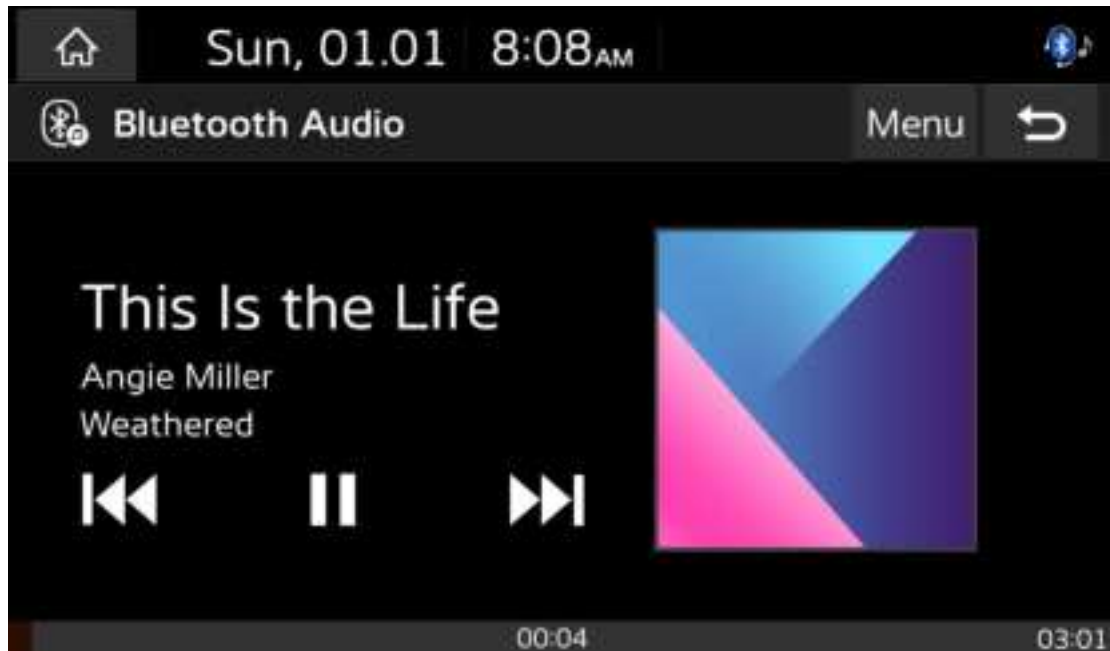 Sun, 01.01 8:08AM
Bluetooth Audio Menu
This Is the Life
Angie Miller
Weathered
00:04 03:01